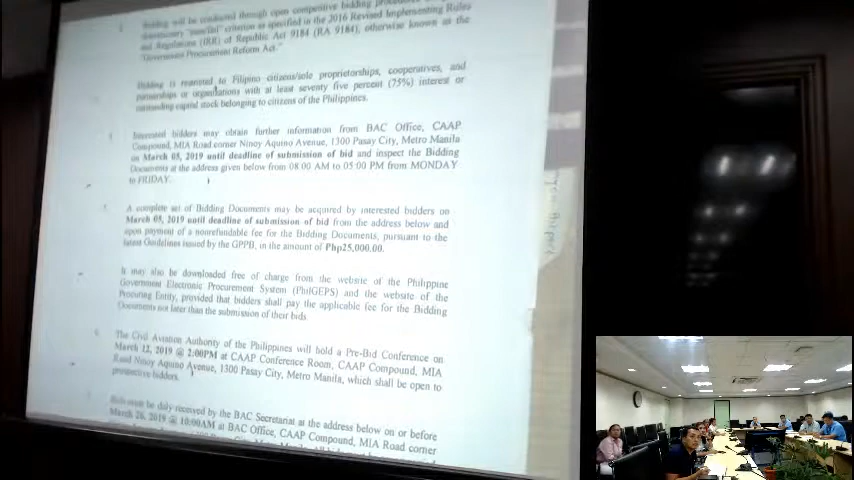 Bidding will be conducted through open competitive bidding procedures
discretionary "pass/fail" criterion as specified in the 2016 Revised Implementing Rules
and Regulations (IRR) of Republic Act 9184 (RA 9184), otherwise known as the
"Government Procurement Reform Act."
Bidding is restricted to Filipino citizens/sole proprietorships, cooperatives, and
partnerships or organizations with at least seventy five percent (75%) interest or
outstanding capital stock belonging to citizens of the Philippines.
Interested bidders may obtain further information from BAC Office, CAAP
Compound, MIA Road corner Ninoy Aquino Avenue, 1300 Pasay City, Metro Manila
on March 05, 2019 until deadline of submission of bid and inspect the Bidding
Documents at the address given below from 08:00 AM to 05:00 PM from MONDAY
to FRIDAY.
A complete set of Bidding Documents may be acquired by interested bidders on
March 05, 2019 until deadline of submission of bid from the address below and
upon payment of a nonrefundable fee for the Bidding Documents, pursuant to the
latest Guidelines issued by the GPPB, in the amount of Php25,000.00.
It may also be downloaded free of charge from the website of the Philippine
Government Electronic Procurement System (PhilGEPS) and the website of the
Procuring Entity, provided that bidders shall pay the applicable fee for the Bidding
Documents not later than the submission of their bids.
The Civil Aviation Authority of the Philippines will hold a Pre-Bid Conference on
March 12, 2019 @ 2:00PM at CAAP Conference Room, CAAP Compound, MIA
Road Ninoy Aquino Avenue, 1300 Pasay City, Metro Manila, which shall be open to
prospective bidders.
Bids must be duly received by the BAC Secretariat at the address below on or before
March 26, 2019 @ 10:00AM at BAC Office, CAAP Compound, MIA Road corner